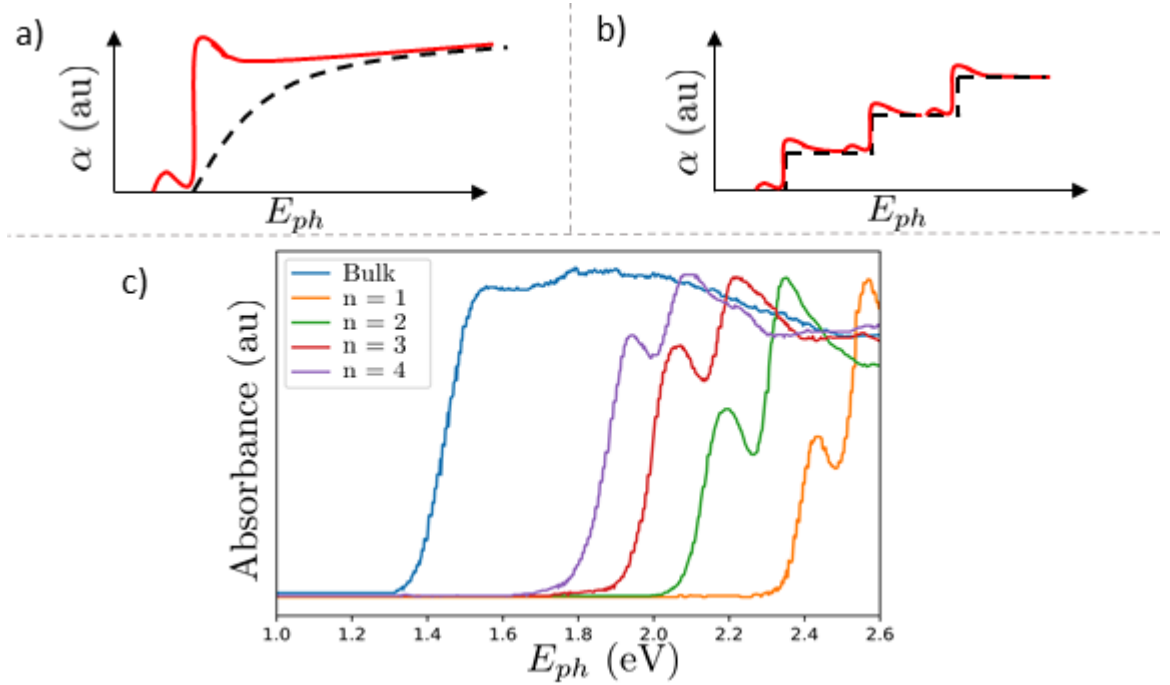 a)
α (au)
E_ph
b)
α (au)
E_ph
c)
Bulk
n = 1
n = 2
n = 3
n = 4
Absorbance (au)
1.0 1.2 1.4 1.6 1.8 2.0 2.2 2.4 2.6
E_ph (eV)